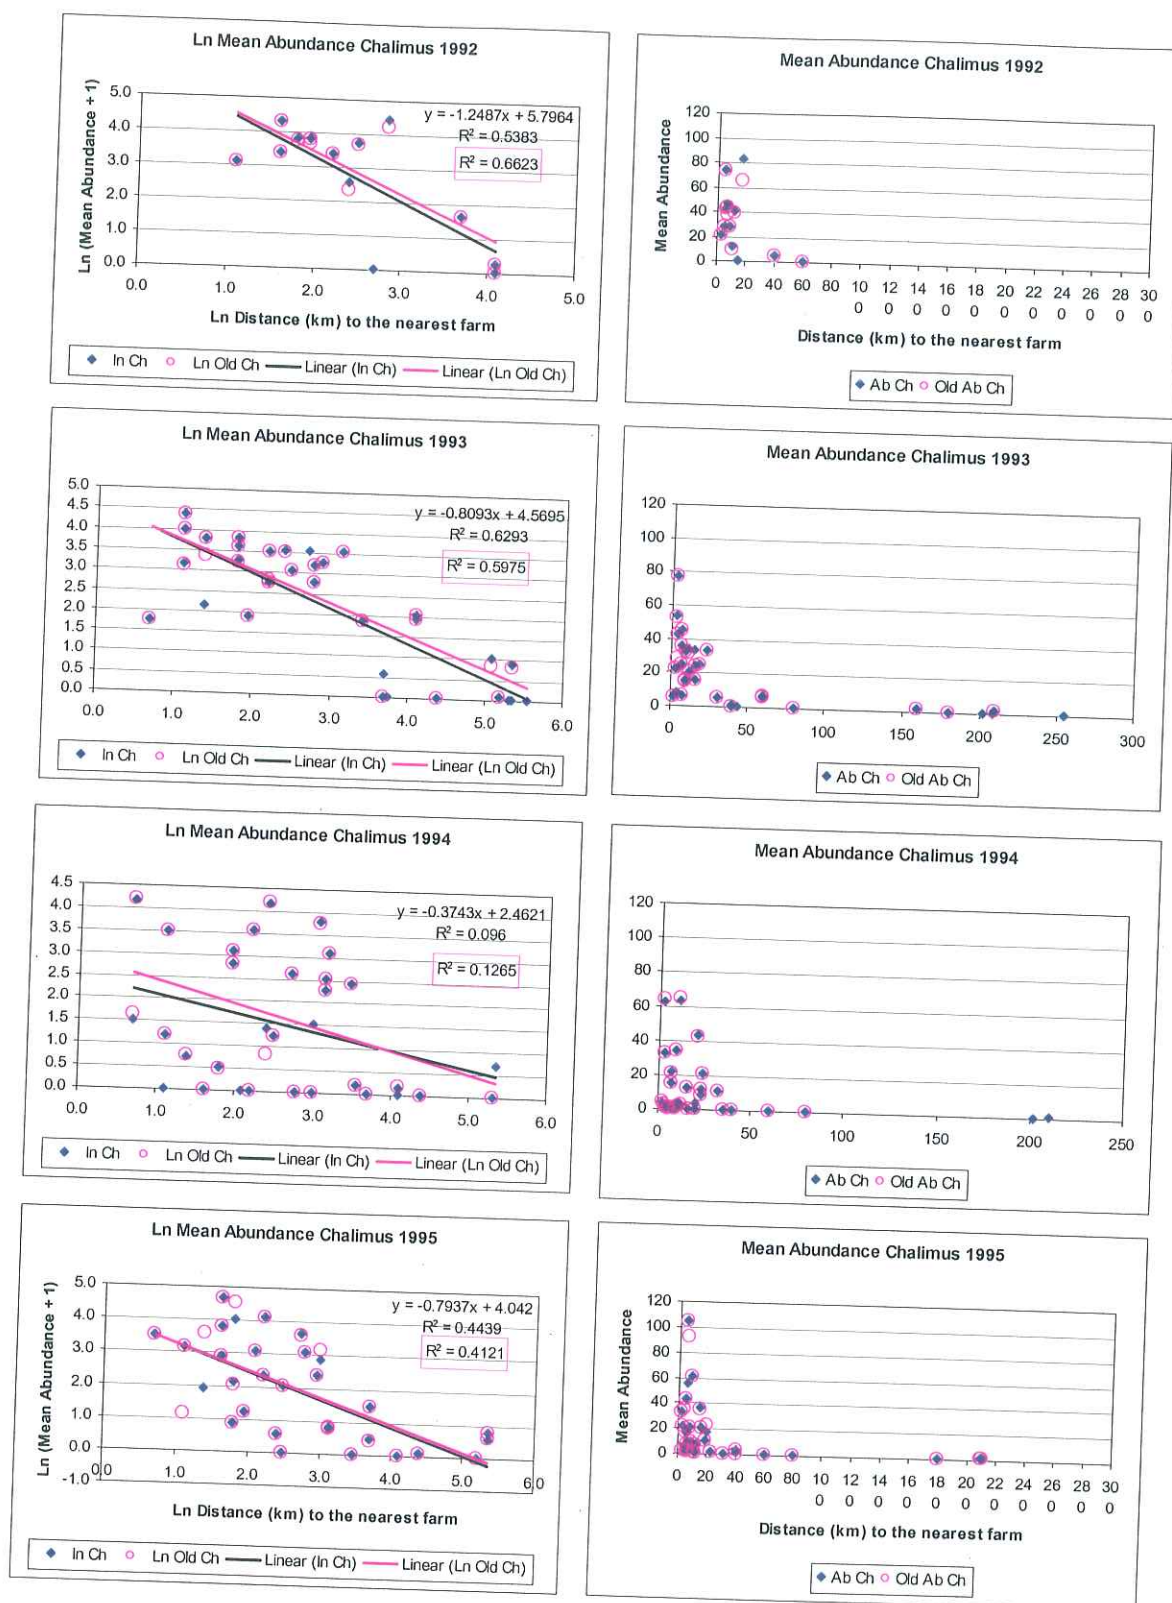 Ln Mean Abundance Chalimus 1992
Ln (Mean Abundance + 1)
5.0
4.0
3.0
2.0
1.0
0.0
y = -1.2487x + 5.7964
R² = 0.5383
R² = 0.6623
0.0 1.0 2.0 3.0 4.0 5.0
Ln Distance (km) to the nearest farm
ln Ch Ln Old Ch Linear (ln Ch) Linear (Ln Old Ch)
Mean Abundance Chalimus 1992
Mean Abundance
120
100
80
60
40
20
0
0 20 40 60 80 10 12 14 16 18 20 22 24 26 28 30
0 0 0 0 0 0 0 0 0 0 0
Distance (km) to the nearest farm
Ab Ch Old Ab Ch
Ln Mean Abundance Chalimus 1993
5.0
4.5
4.0
3.5
3.0
2.5
2.0
1.5
1.0
0.5
0.0
y = -0.8093x + 4.5695
R² = 0.6293
R² = 0.5975
0.0 1.0 2.0 3.0 4.0 5.0 6.0
ln Ch Ln Old Ch Linear (ln Ch) Linear (Ln Old Ch)
Mean Abundance Chalimus 1993
120
100
80
60
40
20
0
0 50 100 150 200 250 300
Ab Ch Old Ab Ch
Ln Mean Abundance Chalimus 1994
4.5
4.0
3.5
3.0
2.5
2.0
1.5
1.0
0.5
0.0
y = -0.3743x + 2.4621
R² = 0.096
R² = 0.1265
0.0 1.0 2.0 3.0 4.0 5.0 6.0
ln Ch Ln Old Ch Linear (ln Ch) Linear (Ln Old Ch)
Mean Abundance Chalimus 1994
120
100
80
60
40
20
0
0 50 100 150 200 250
Ab Ch Old Ab Ch
Ln Mean Abundance Chalimus 1995
Ln (Mean Abundance + 1)
5.0
4.0
3.0
2.0
1.0
0.0
-1.0
y = -0.7937x + 4.042
R² = 0.4439
R² = 0.4121
0.0 1.0 2.0 3.0 4.0 5.0 6.0
Ln Distance (km) to the nearest farm
ln Ch Ln Old Ch Linear (ln Ch) Linear (Ln Old Ch)
Mean Abundance Chalimus 1995
Mean Abundance
120
100
80
60
40
20
0
0 20 40 60 80 10 12 14 16 18 20 22 24 26 28 30
0 0 0 0 0 0 0 0 0 0 0
Distance (km) to the nearest farm
Ab Ch Old Ab Ch